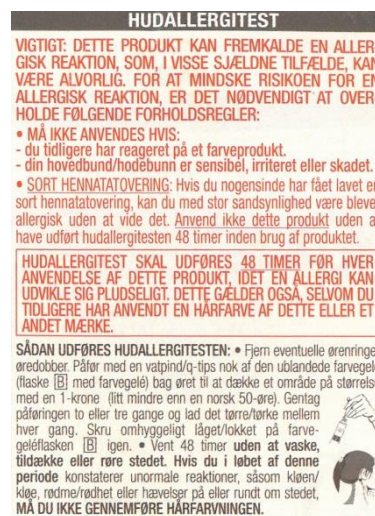 HUDALLERGITEST
VIGTIGT: DETTE PRODUKT KAN FREMKALDE EN ALLER-
GISK REAKTION, SOM, I VISSE SJÆLDNE TILFÆLDE, KAN
VÆRE ALVORLIG. FOR AT MINDSKE RISIKOEN FOR EN
ALLERGISK REAKTION, ER DET NØDVENDIGT AT OVER-
HOLDE FØLGENDE FORHOLDSREGLER:
• MÅ IKKE ANVENDES HVIS:
- du tidligere har reageret på et farveprodukt.
- din hovedbund/hodebunn er sensibel, irriteret eller skadet.
• SORT HENNATATOVERING: Hvis du nogensinde har fået lavet en
sort hennatatovering, kan du med stor sandsynlighed være bleve
allergisk uden at vide det. Anvend ikke dette produkt uden a
have udført hudallergitesten 48 timer inden brug af produktet.
HUDALLERGITEST SKAL UDFØRES 48 TIMER FØR HVER
ANVENDELSE AF DETTE PRODUKT, IDET EN ALLERGI KAN
UDVIKLE SIG PLUDSELIGT. DETTE GÆLDER OGSÅ, SELVOM DU
TIDLIGERE HAR ANVENDT EN HÅRFARVE AF DETTE ELLER ET
ANDET MÆRKE.
SÅDAN UDFØRES HUDALLERGITESTEN: • Fjern eventuelle ørenringe
øredobber. Påfør med en vatpind/q-tips nok af den ublandede farvegele
(flaske B med farvegelé) bag øret til at dække et område på størrelse
med en 1-krone (litt mindre enn en norsk 50-øre). Gentag
påføringen to eller tre gange og lad det tørre/tørke mellem
hver gang. Skru omhyggeligt låget/lokket på farve-
geléflasken B igen. • Vent 48 timer uden at vaske,
tildække eller røre stedet. Hvis du i løbet af denne
periode konstaterer unormale reaktioner, såsom kløen/
kløe, rødme/rødhet eller hævelser på eller rundt om stedet,
MÅ DU IKKE GENNEMFØRE HÅRFARVNINGEN.